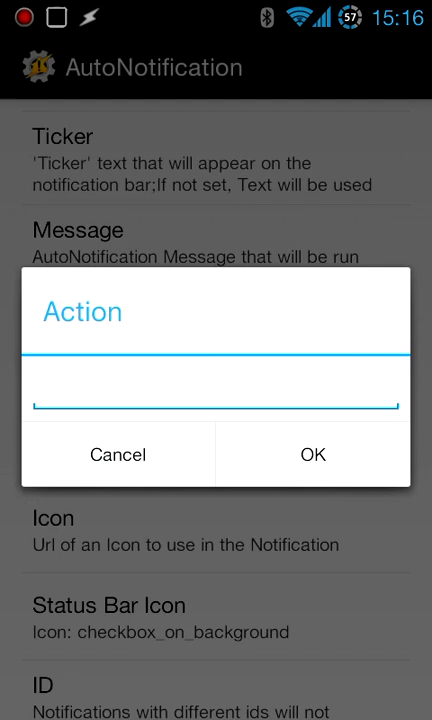 57 15:16
AutoNotification
Ticker
'Ticker' text that will appear on the
notification bar;If not set, Text will be used
Message
AutoNotification Message that will be run
Action
Cancel OK
Icon
Url of an Icon to use in the Notification
Status Bar Icon
Icon: checkbox_on_background
ID
Notifications with different ids will not